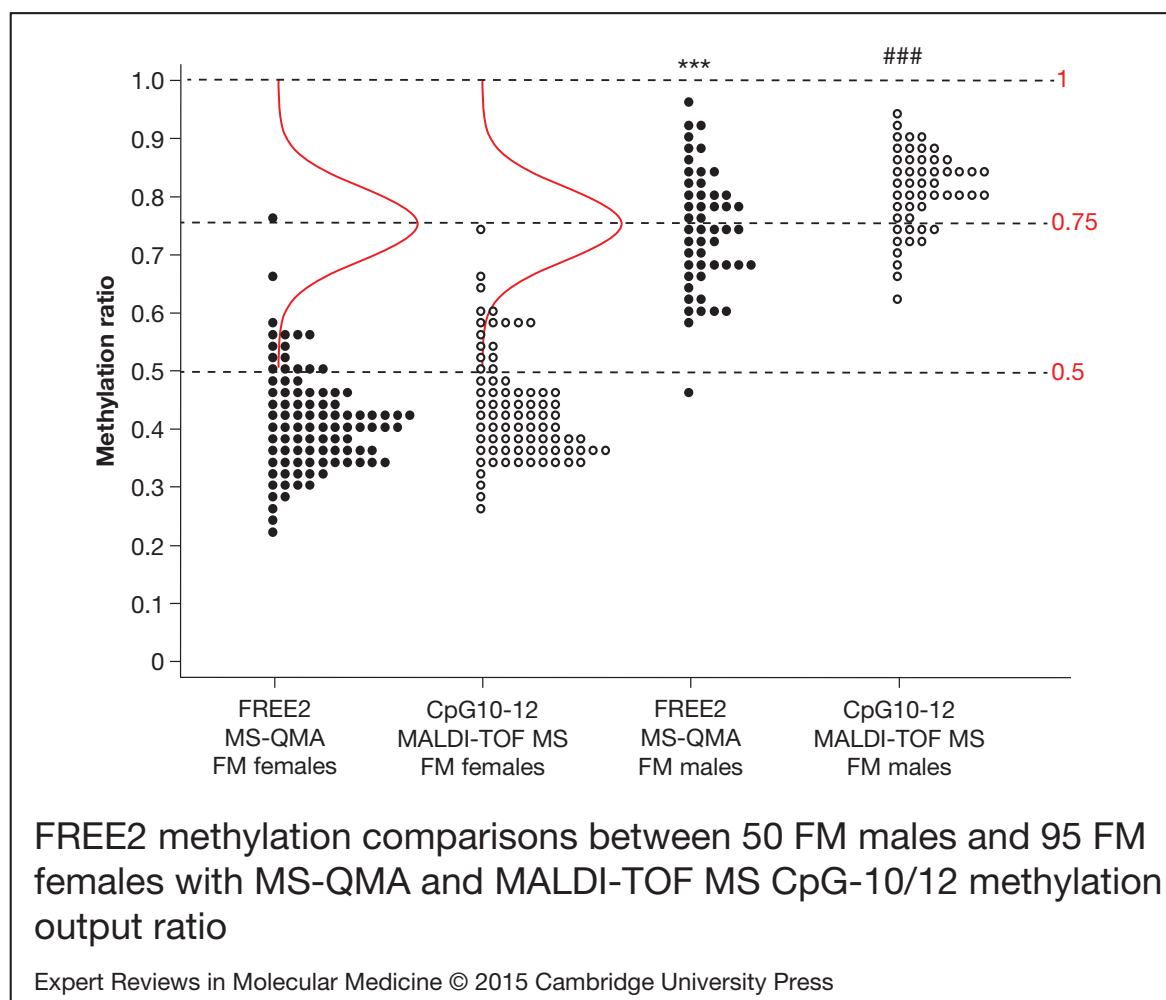 *** ###
1.0 1
0.9
0.8
0.75
0.7
0.6
0.5 0.5
0.4
0.3
0.2
0.1
0
Methylation ratio
FREE2 CpG10-12 FREE2 CpG10-12
MS-QMA MALDI-TOF MS MS-QMA MALDI-TOF MS
FM females FM females FM males FM males
FREE2 methylation comparisons between 50 FM males and 95 FM
females with MS-QMA and MALDI-TOF MS CpG-10/12 methylation
output ratio
Expert Reviews in Molecular Medicine © 2015 Cambridge University Press